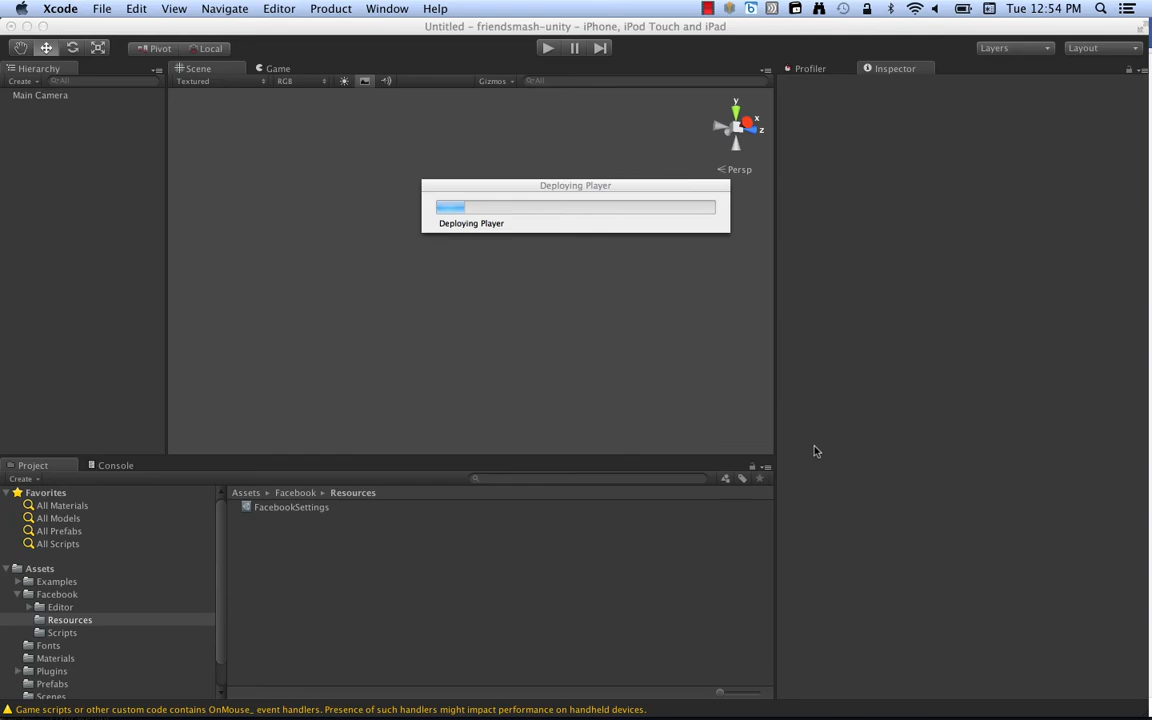 Xcode File Edit View Navigate Editor Product Window Help Tue 12:54 PM
Untitled – friendsmash-unity – iPhone, iPod Touch and iPad
Pivot Local Layers Layout
Hierarchy Scene Game Profiler Inspector
Create All Textured RGB Gizmos All
Main Camera
y
x
z
Persp
Deploying Player
Deploying Player
Project Console
Create
Favorites Assets Facebook Resources
All Materials FacebookSettings
All Models
All Prefabs
All Scripts
Assets
Examples
Facebook
Editor
Resources
Scripts
Fonts
Materials
Plugins
Prefabs
Scenes
Game scripts or other custom code contains OnMouse_ event handlers. Presence of such handlers might impact performance on handheld devices.